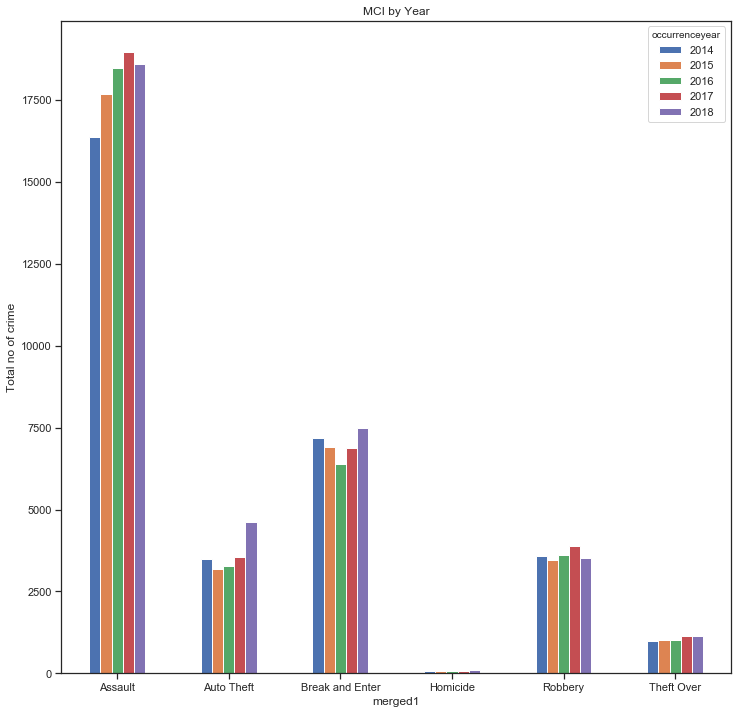 MCI by Year
occurrenceyear
2014
2015
2016
2017
2018
Total no of crime
17500
15000
12500
10000
7500
5000
2500
0
Assault Auto Theft Break and Enter Homicide Robbery Theft Over
merged1